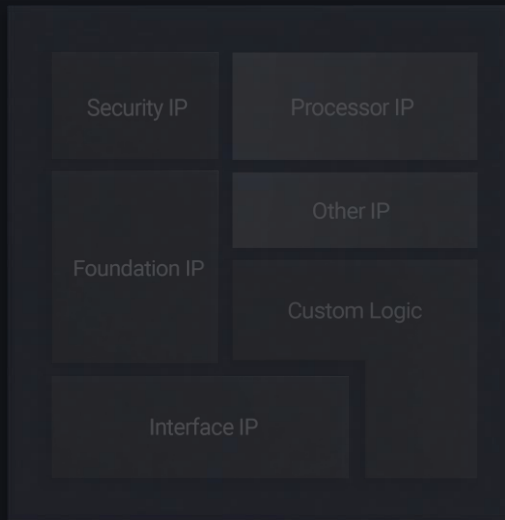 Security IP
Processor IP
Other IP
Foundation IP
Custom Logic
Interface IP